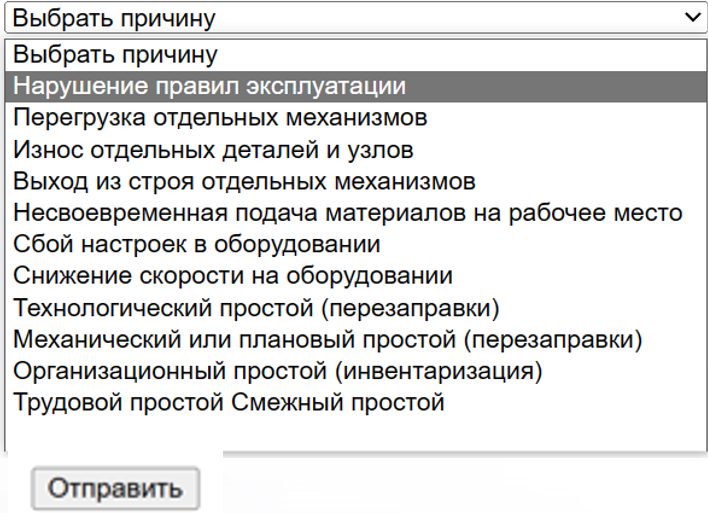 Выбрать причину
Выбрать причину
Нарушение правил эксплуатации
Перегрузка отдельных механизмов
Износ отдельных деталей и узлов
Выход из строя отдельных механизмов
Несвоевременная подача материалов на рабочее место
Сбой настроек в оборудовании
Снижение скорости на оборудовании
Технологический простой (перезаправки)
Механический или плановый простой (перезаправки)
Организационный простой (инвентаризация)
Трудовой простой Смежный простой
Отправить